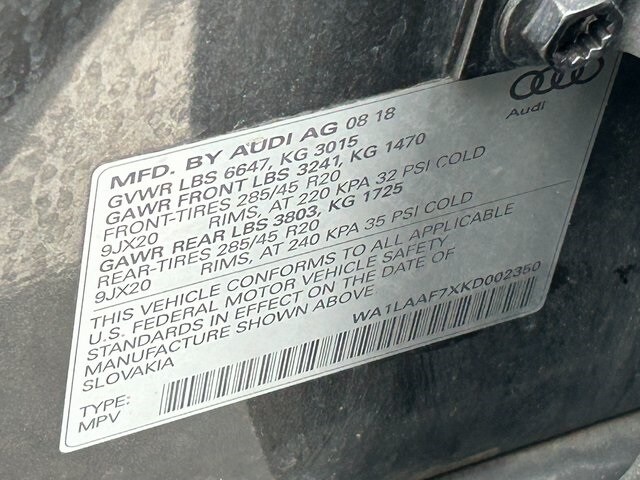 Audi
MFD. BY AUDI AG 08 18
GVWR LBS 6647, KG 3015
GAWR FRONT LBS 3241, KG 1470
FRONT-TIRES 285/45 R20
9JX20 RIMS, AT 220 KPA 32 PSI COLD
GAWR REAR LBS 3803, KG 1725
REAR-TIRES 285/45 R20
9JX20 RIMS, AT 240 KPA 35 PSI COLD
THIS VEHICLE CONFORMS TO ALL APPLICABLE
U.S. FEDERAL MOTOR VEHICLE SAFETY
STANDARDS IN EFFECT ON THE DATE OF
MANUFACTURE SHOWN ABOVE
SLOVAKIA WA1LAAF7XKD002350
TYPE:
MPV